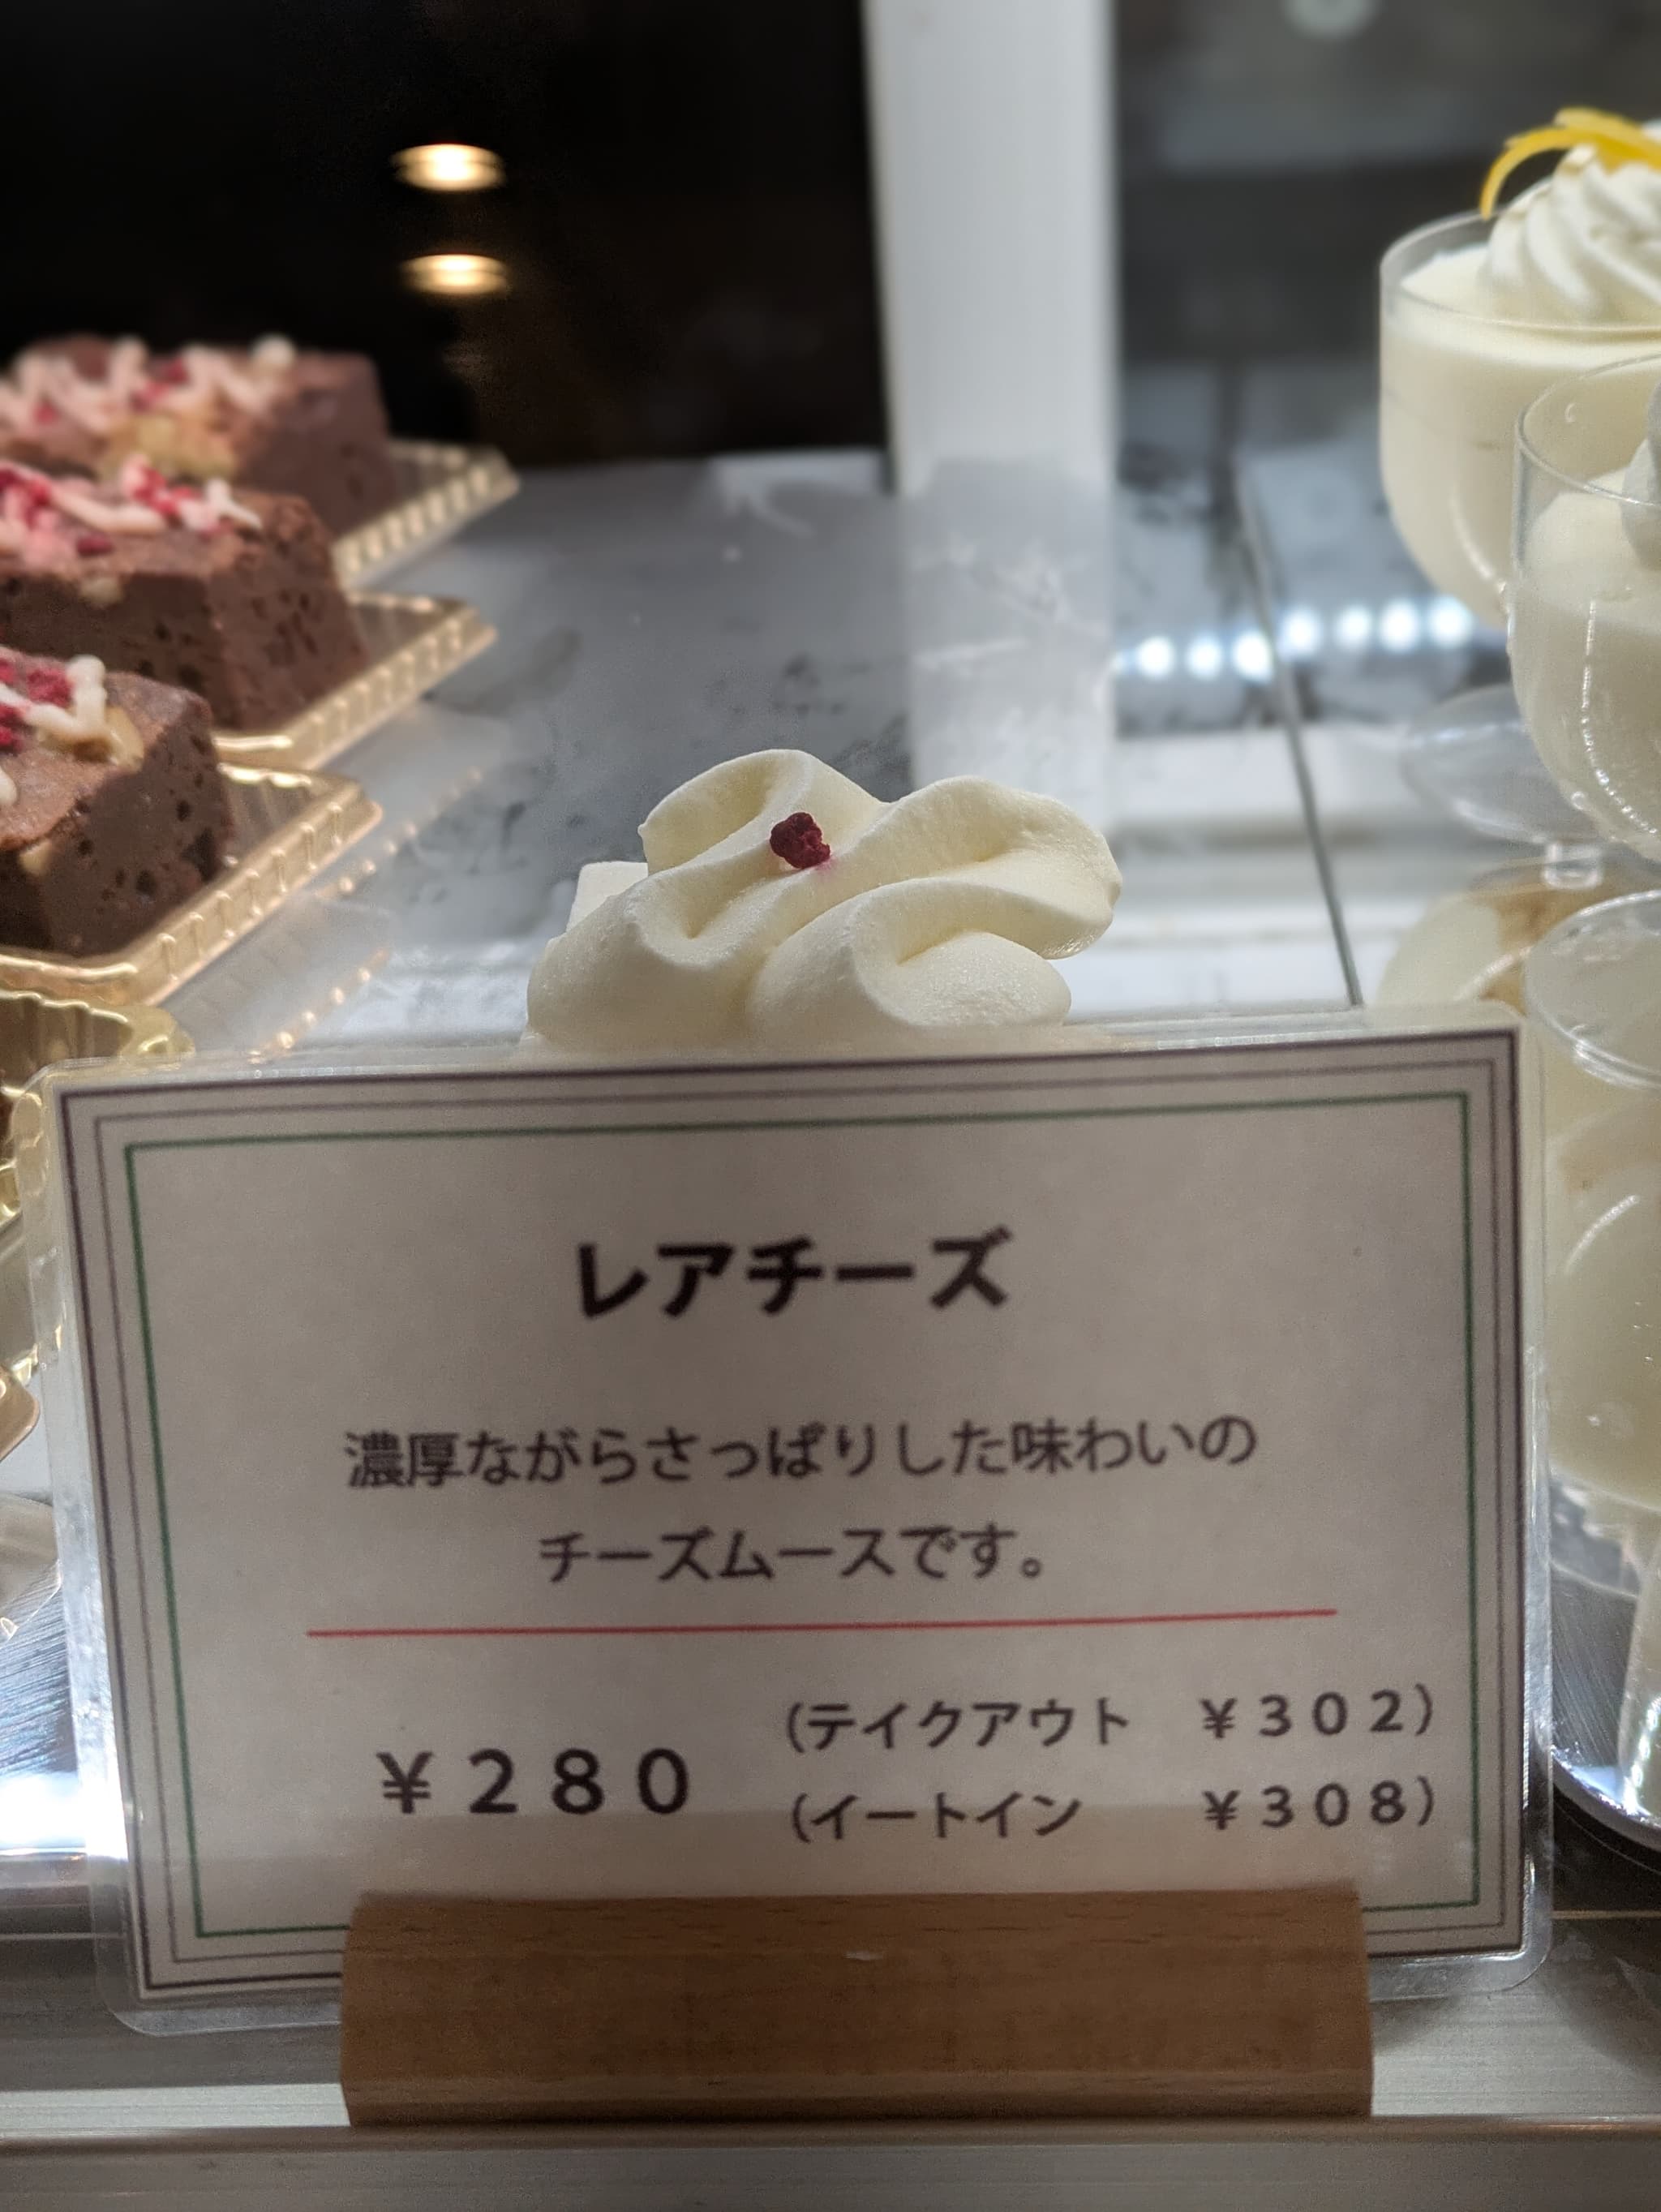 レアチーズ
濃厚ながらさっぱりした味わいの
チーズムースです。
¥280
(テイクアウト　¥302)
(イートイン　　¥308)